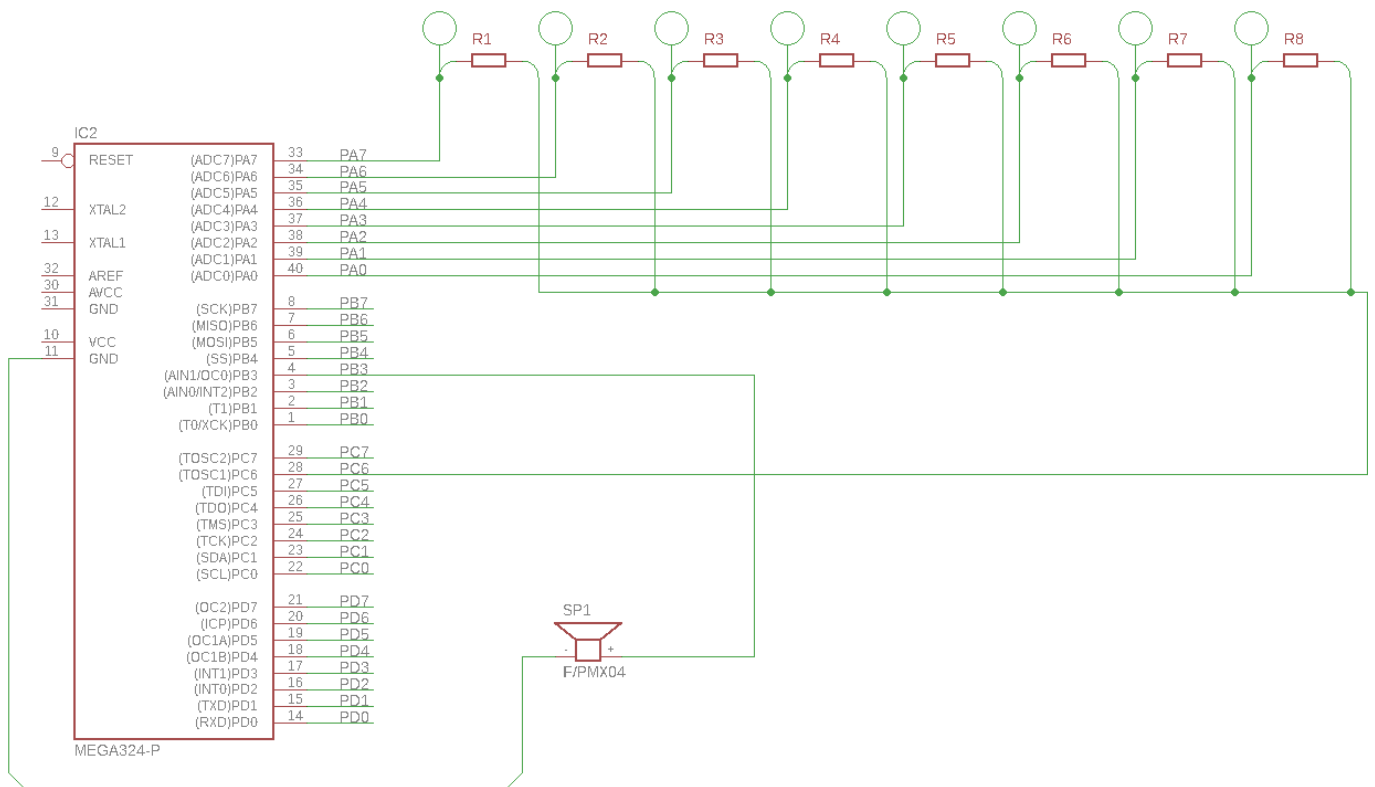 R1 R2 R3 R4 R5 R6 R7 R8
IC2
9 RESET (ADC7)PA7 33 PA7
(ADC6)PA6 34 PA6
(ADC5)PA5 35 PA5
12 XTAL2 (ADC4)PA4 36 PA4
(ADC3)PA3 37 PA3
13 XTAL1 (ADC2)PA2 38 PA2
(ADC1)PA1 39 PA1
32 AREF (ADC0)PA0 40 PA0
30 AVCC
31 GND (SCK)PB7 8 PB7
(MISO)PB6 7 PB6
10 VCC (MOSI)PB5 6 PB5
11 GND (SS)PB4 5 PB4
(AIN1/OC0)PB3 4 PB3
(AIN0/INT2)PB2 3 PB2
(T1)PB1 2 PB1
(T0/XCK)PB0 1 PB0
(TOSC2)PC7 29 PC7
(TOSC1)PC6 28 PC6
(TDI)PC5 27 PC5
(TDO)PC4 26 PC4
(TMS)PC3 25 PC3
(TCK)PC2 24 PC2
(SDA)PC1 23 PC1
(SCL)PC0 22 PC0
(OC2)PD7 21 PD7
(ICP)PD6 20 PD6
(OC1A)PD5 19 PD5
(OC1B)PD4 18 PD4
(INT1)PD3 17 PD3
(INT0)PD2 16 PD2
(TXD)PD1 15 PD1
(RXD)PD0 14 PD0
MEGA324-P
SP1
- +
F/PMX04